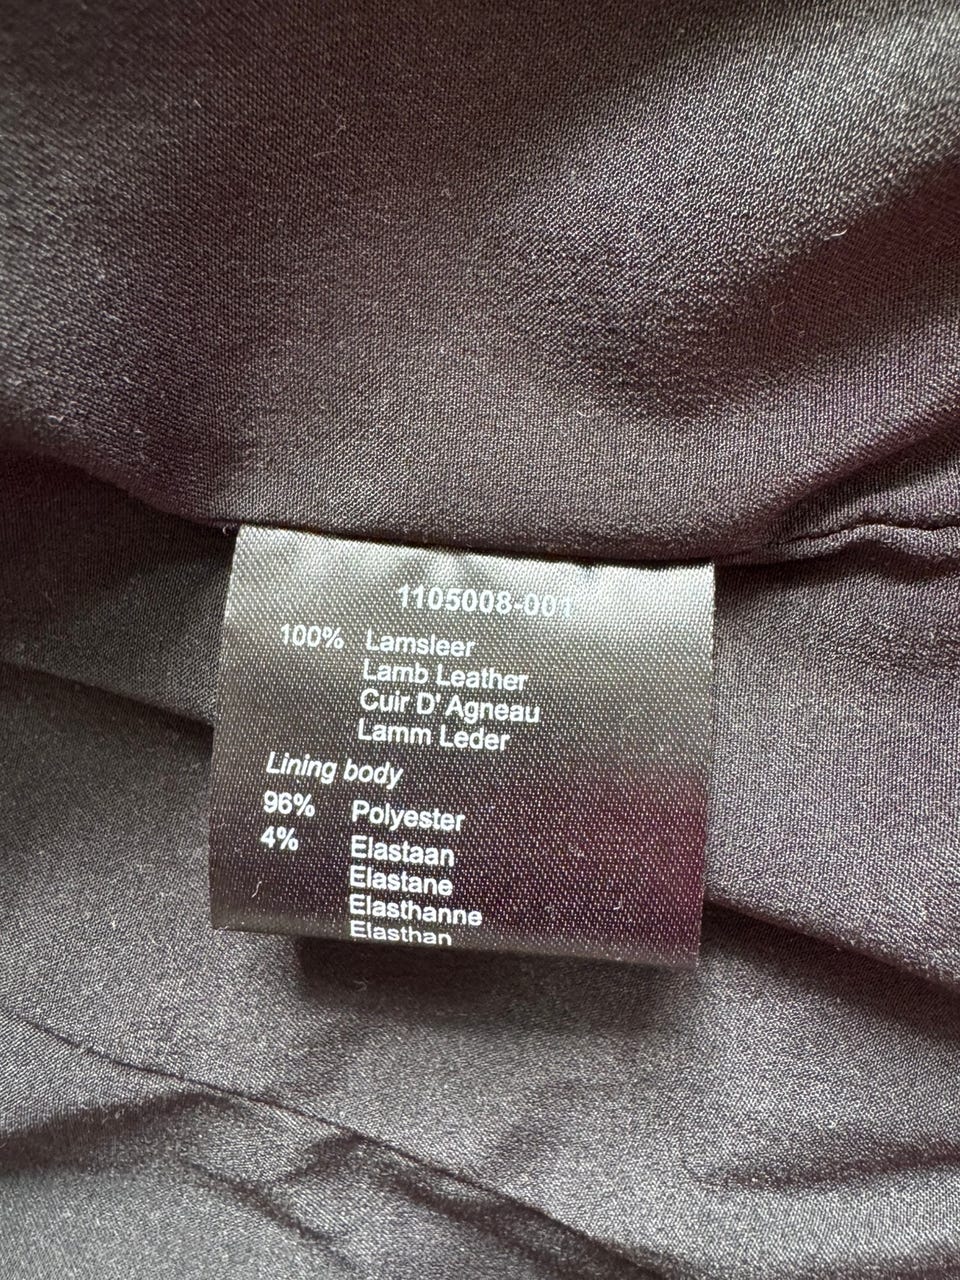 1105008-001
100% Lamsleer
Lamb Leather
Cuir D' Agneau
Lamm Leder
Lining body
96% Polyester
4% Elastaan
Elastane
Elasthanne
Elasthan